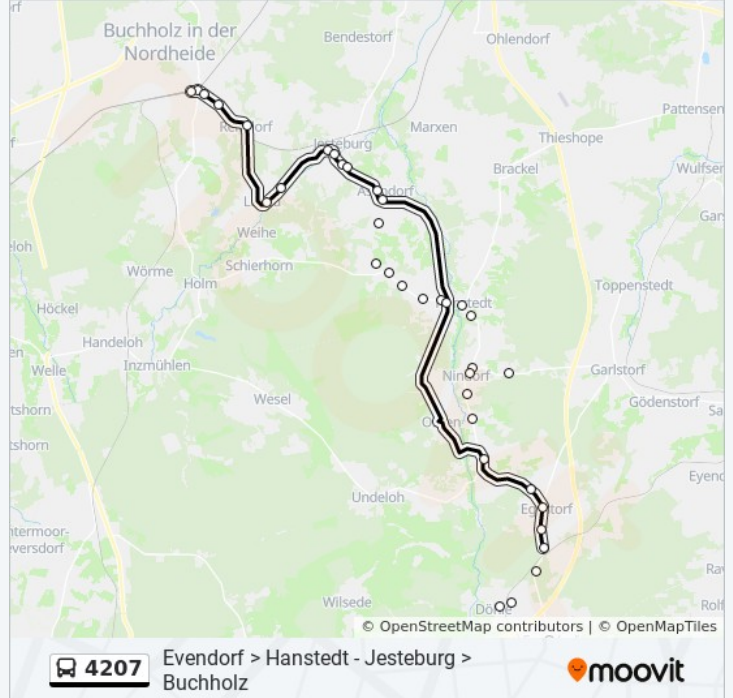 rf
Buchholz in der
Nordheide
Bendestorf
Ohlendorf
Pattensen
Marxen
Thieshope
Jesteburg
Brackel
Wulfsen
Weihe
Schierhorn
Wörme
Holm
Toppenstedt
Höckel
Handeloh
Inzmühlen
Welle
Garlstorf
Wesel
Gödenstorf
Undeloh
Wilsede
© OpenStreetMap contributors | © OpenMapTiles
4207
Evendorf > Hanstedt - Jesteburg >
Buchholz
moovit